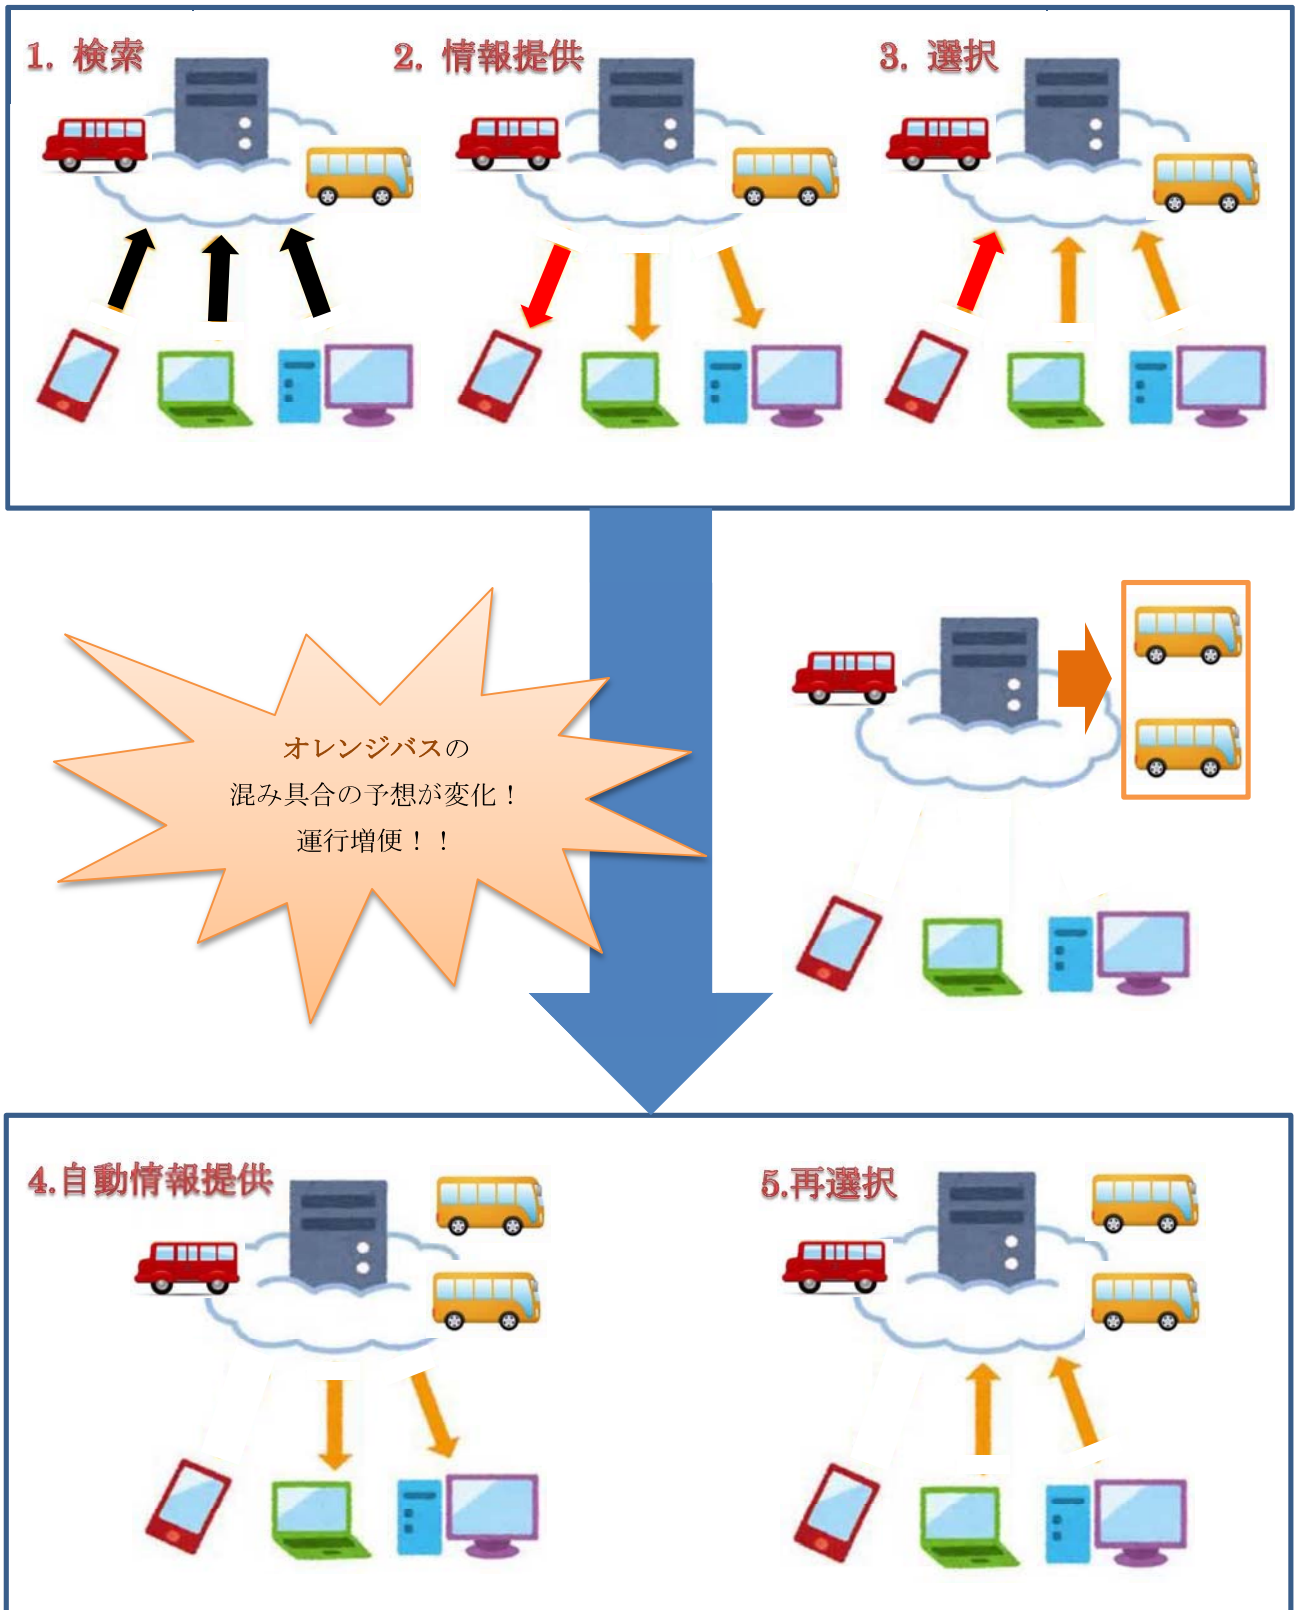 1. 検索
2. 情報提供
3. 選択
オレンジバスの
混み具合の予想が変化！
運行増便！！
4.自動情報提供
5.再選択